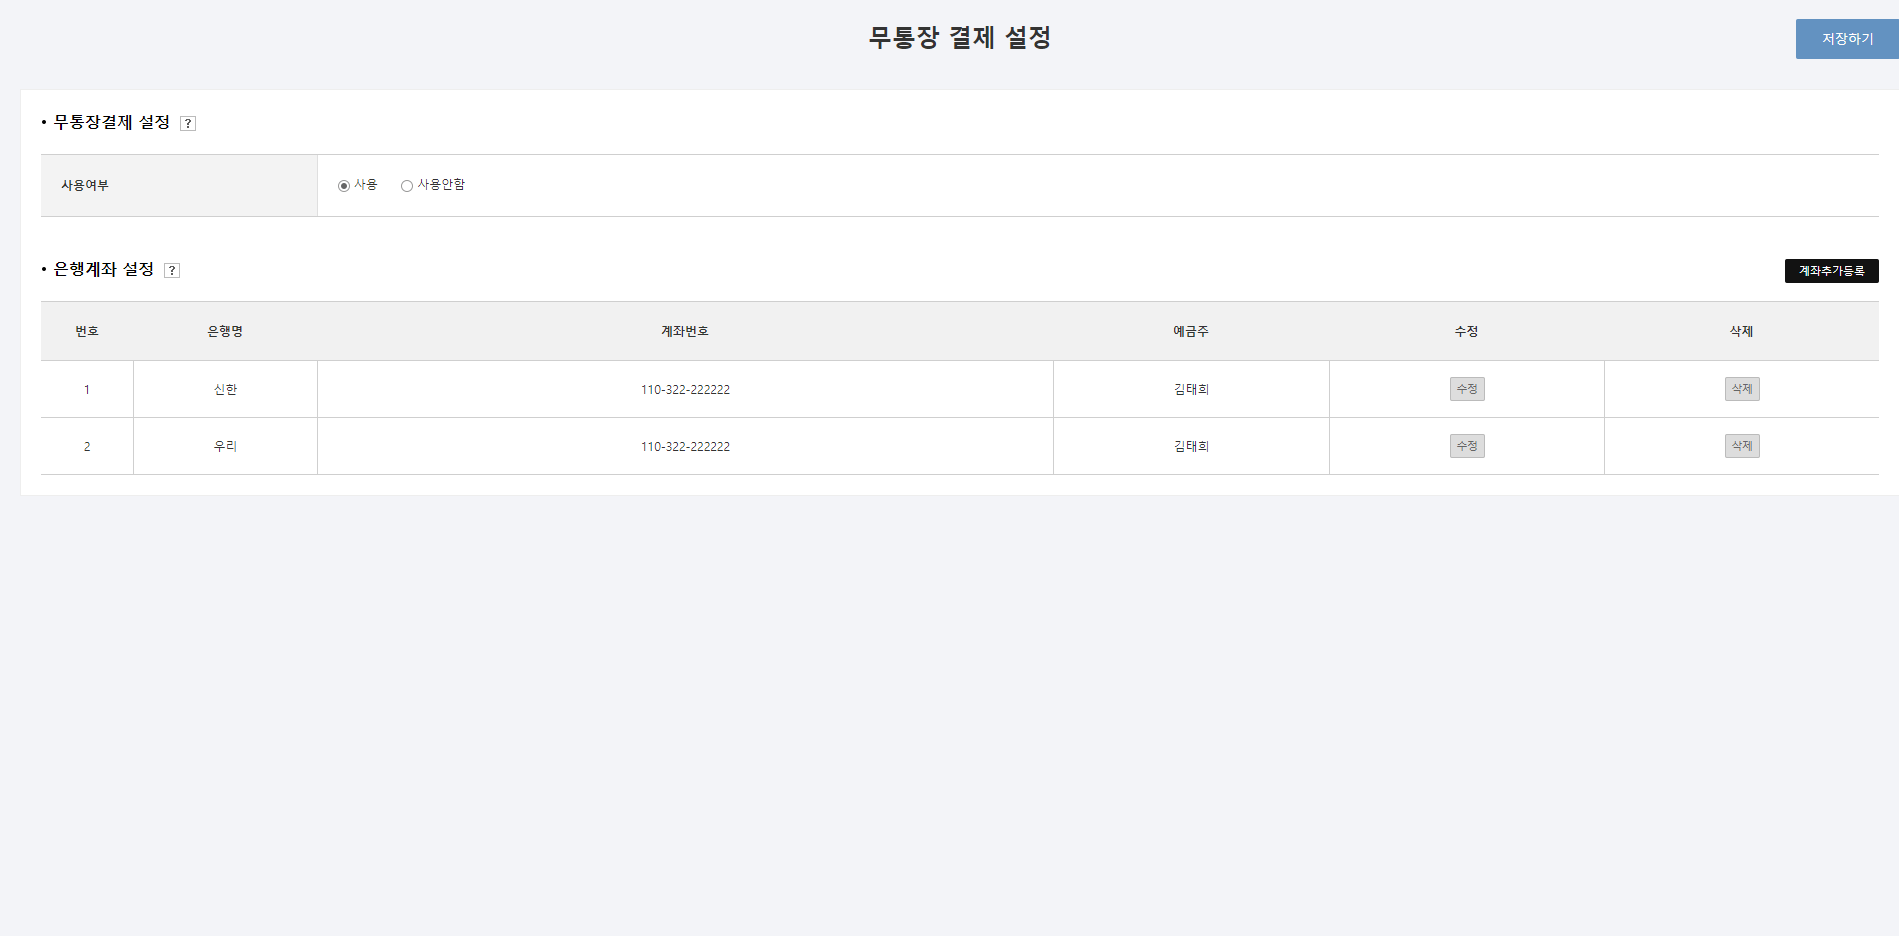 무통장 결제 설정
저장하기
• 무통장결제 설정 ?
사용여부 사용 사용안함
• 은행계좌 설정 ?
계좌추가등록
번호 은행명 계좌번호 예금주 수정 삭제
1 신한 110-322-222222 김태희 수정 삭제
2 우리 110-322-222222 김태희 수정 삭제